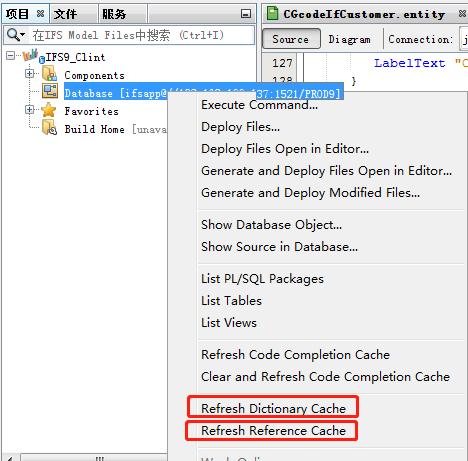 项目 文件 服务
在IFS Model Files中搜索 (Ctrl+I)
@IFS9_Clint
Components
Database [ifsapp@ 37:1521/PROD9]
Favorites
Build Home [unava
CGcodeIfCustomer.entity
Source Diagram Connection: j
127 LabelText "C
128 }
Execute Command...
Deploy Files...
Deploy Files Open in Editor...
Generate and Deploy Files Open in Editor...
Generate and Deploy Modified Files...
Show Database Object...
Show Source in Database...
List PL/SQL Packages
List Tables
List Views
Refresh Code Completion Cache
Clear and Refresh Code Completion Cache
Refresh Dictionary Cache
Refresh Reference Cache